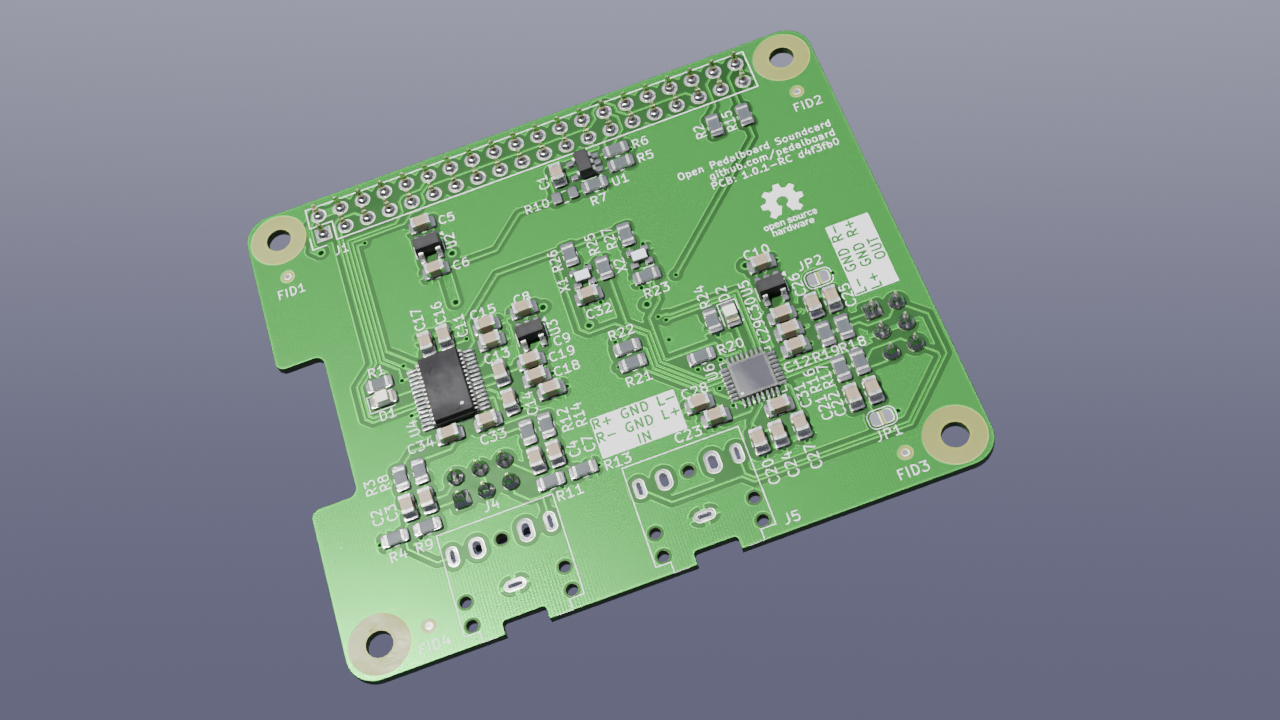 FID2
R2
R15
Open Pedalboard Soundcard
github.com/pedalboard
PCB: 1.0.1-RC d4f3fb0
open source
hardware
R6
R5
C1
U1
R10
R7
J1
C5
U2
C6
FID1
R25
R27
R26
X2
X1
R23
C32
C10
JP2
R-
GND R+
GND
L- OUT
L+
U5
R24
D2
C30
C29
C26
C25
C17
C16
C11
C15
C8
U3
C13
C19
C18
C14
R22
R21
R20
U6
C12
R19
R18
R16
R17
C31
C21
C22
R1
D1
U4
C34
C33
R12
R14
R+ GND L-
R- GND L+
IN
C28
C23
C4
C7
R13
R11
C20
C24
C27
JP1
FID3
R3
R8
C2
C3
R4
R9
J4
J5
FID4